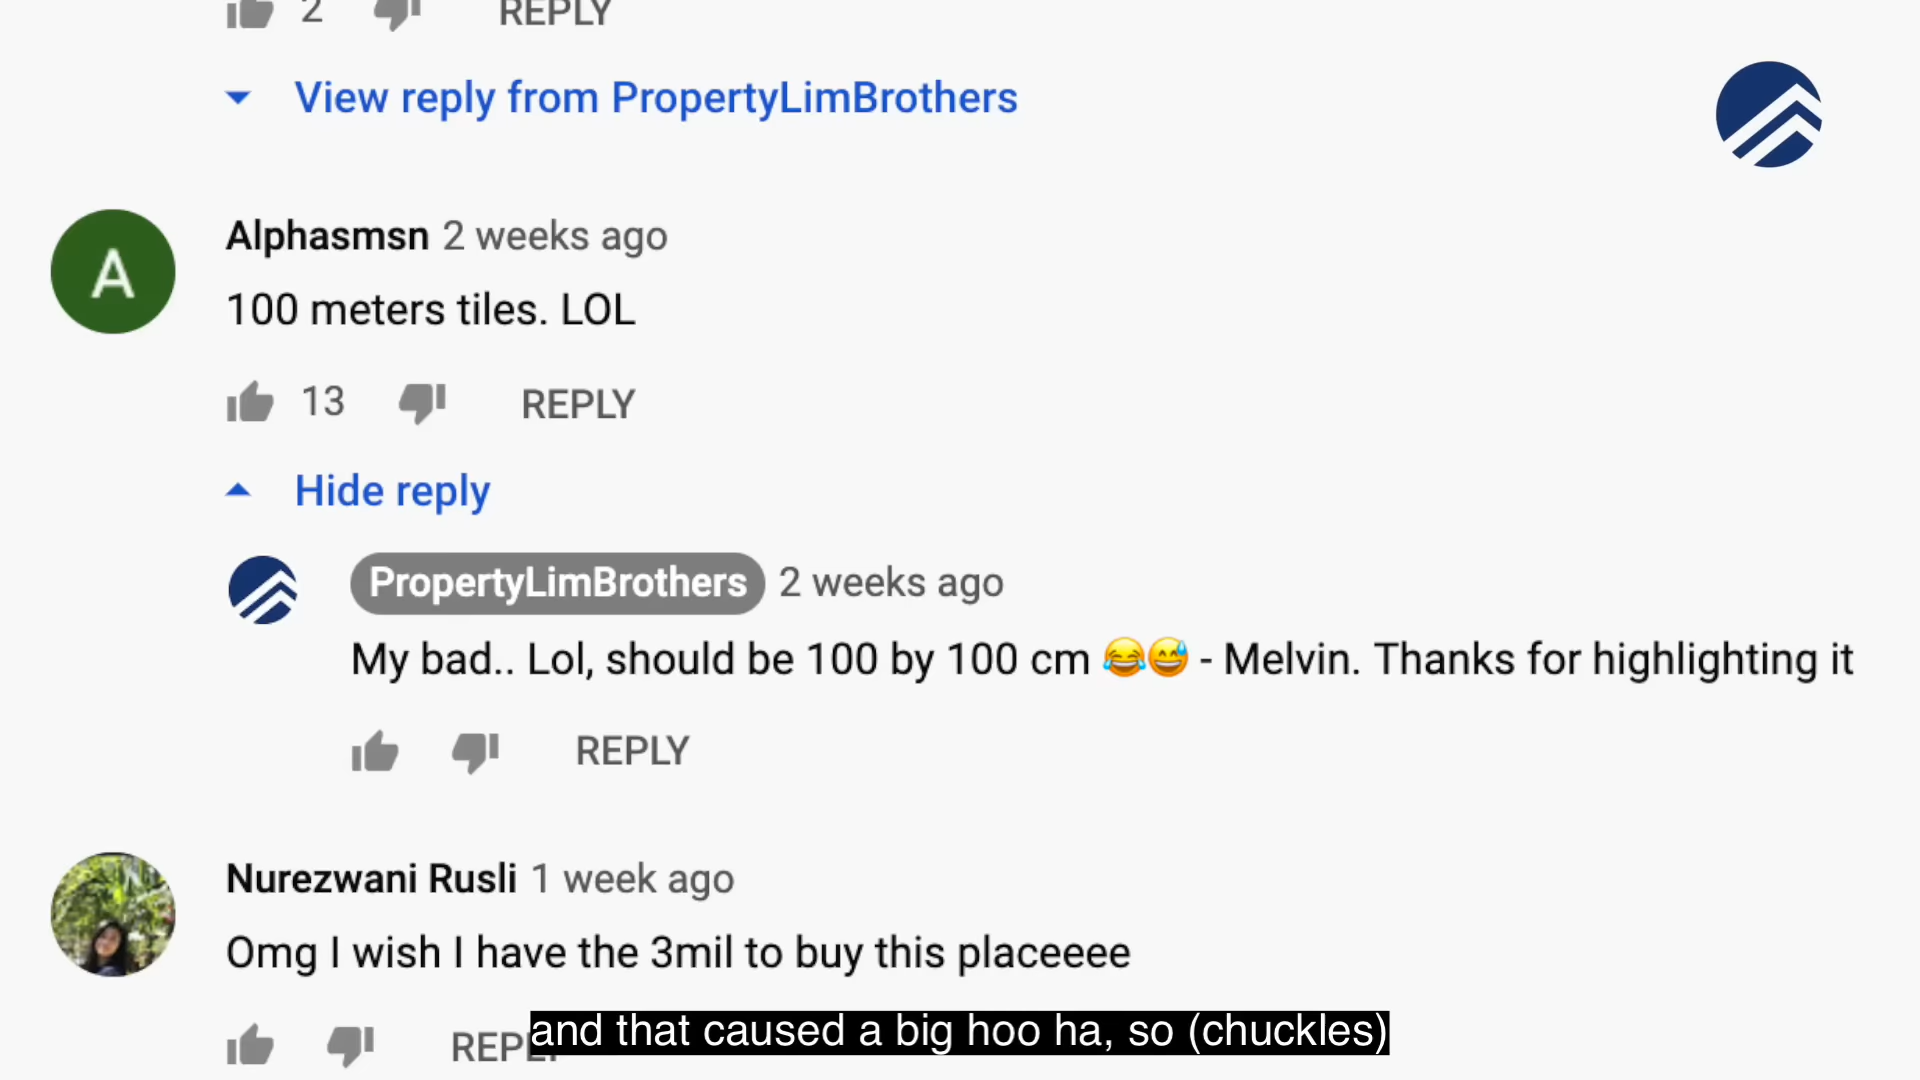 2 REPLY
View reply from PropertyLimBrothers
Alphasmsn 2 weeks ago
A
100 meters tiles. LOL
13 REPLY
Hide reply
PropertyLimBrothers 2 weeks ago
My bad.. Lol, should be 100 by 100 cm 😂😅 - Melvin. Thanks for highlighting it
REPLY
Nurezwani Rusli 1 week ago
Omg I wish I have the 3mil to buy this placeeee
REPLY
and that caused a big hoo ha, so (chuckles)